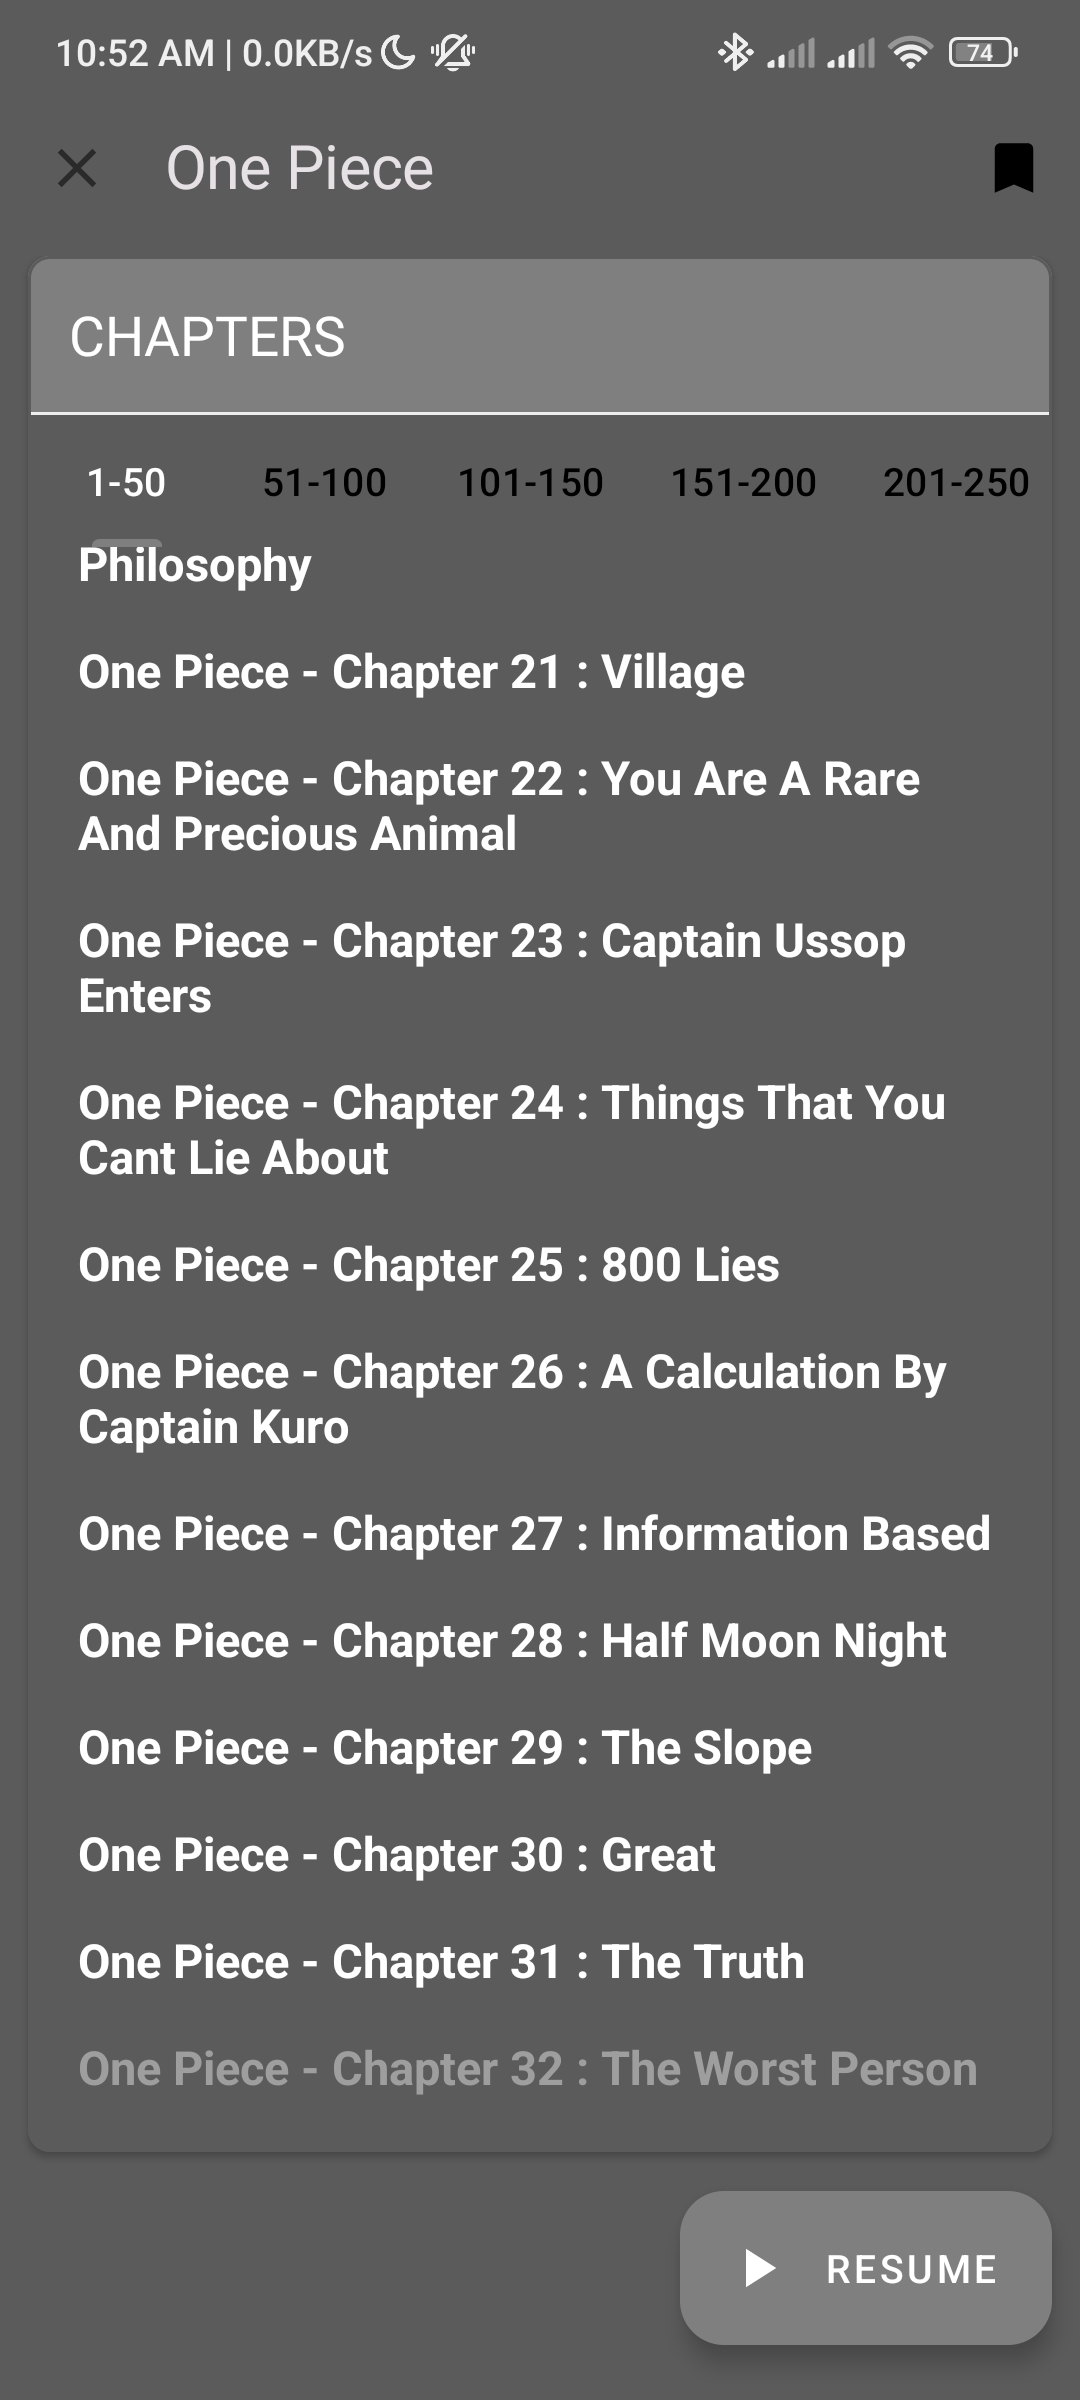 10:52 AM | 0.0KB/s
74
One Piece
CHAPTERS
1-50 51-100 101-150 151-200 201-250
Philosophy
One Piece - Chapter 21 : Village
One Piece - Chapter 22 : You Are A Rare
And Precious Animal
One Piece - Chapter 23 : Captain Ussop
Enters
One Piece - Chapter 24 : Things That You
Cant Lie About
One Piece - Chapter 25 : 800 Lies
One Piece - Chapter 26 : A Calculation By
Captain Kuro
One Piece - Chapter 27 : Information Based
One Piece - Chapter 28 : Half Moon Night
One Piece - Chapter 29 : The Slope
One Piece - Chapter 30 : Great
One Piece - Chapter 31 : The Truth
One Piece - Chapter 32 : The Worst Person
RESUME